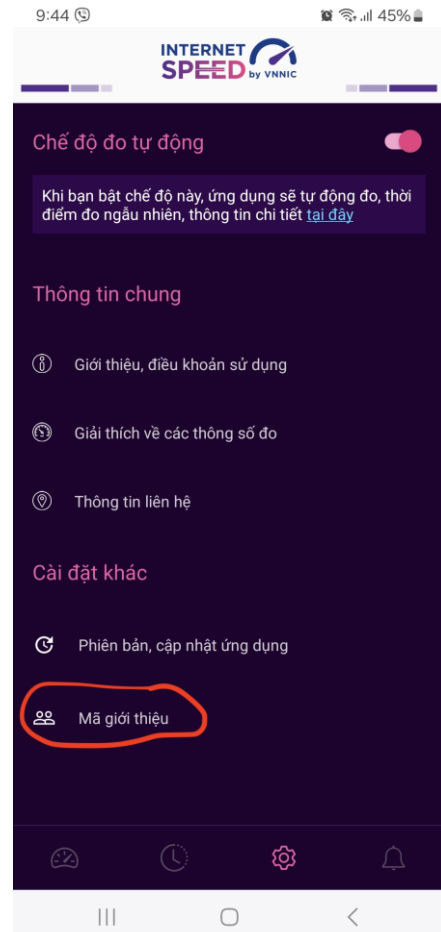 9:44
45%
INTERNET
SPEED by VNNIC
Chế độ đo tự động
Khi bạn bật chế độ này, ứng dụng sẽ tự động đo, thời
điểm đo ngẫu nhiên, thông tin chi tiết tại đây
Thông tin chung
Giới thiệu, điều khoản sử dụng
Giải thích về các thông số đo
Thông tin liên hệ
Cài đặt khác
Phiên bản, cập nhật ứng dụng
Mã giới thiệu